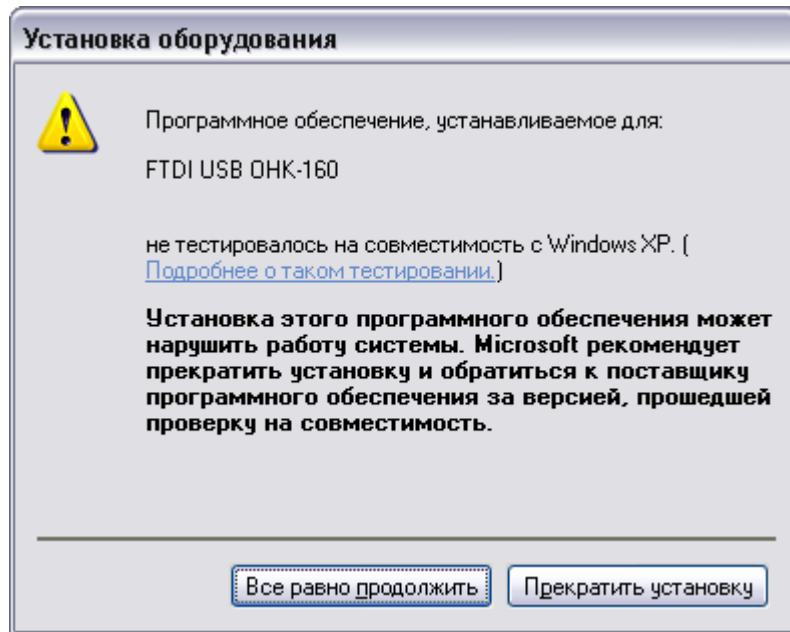 Установка оборудования
Программное обеспечение, устанавливаемое для:
FTDI USB OHK-160
не тестировалось на совместимость с Windows XP. (
Подробнее о таком тестировании.)
Установка этого программного обеспечения может
нарушить работу системы. Microsoft рекомендует
прекратить установку и обратиться к поставщику
программного обеспечения за версией, прошедшей
проверку на совместимость.
Все равно продолжить
Прекратить установку